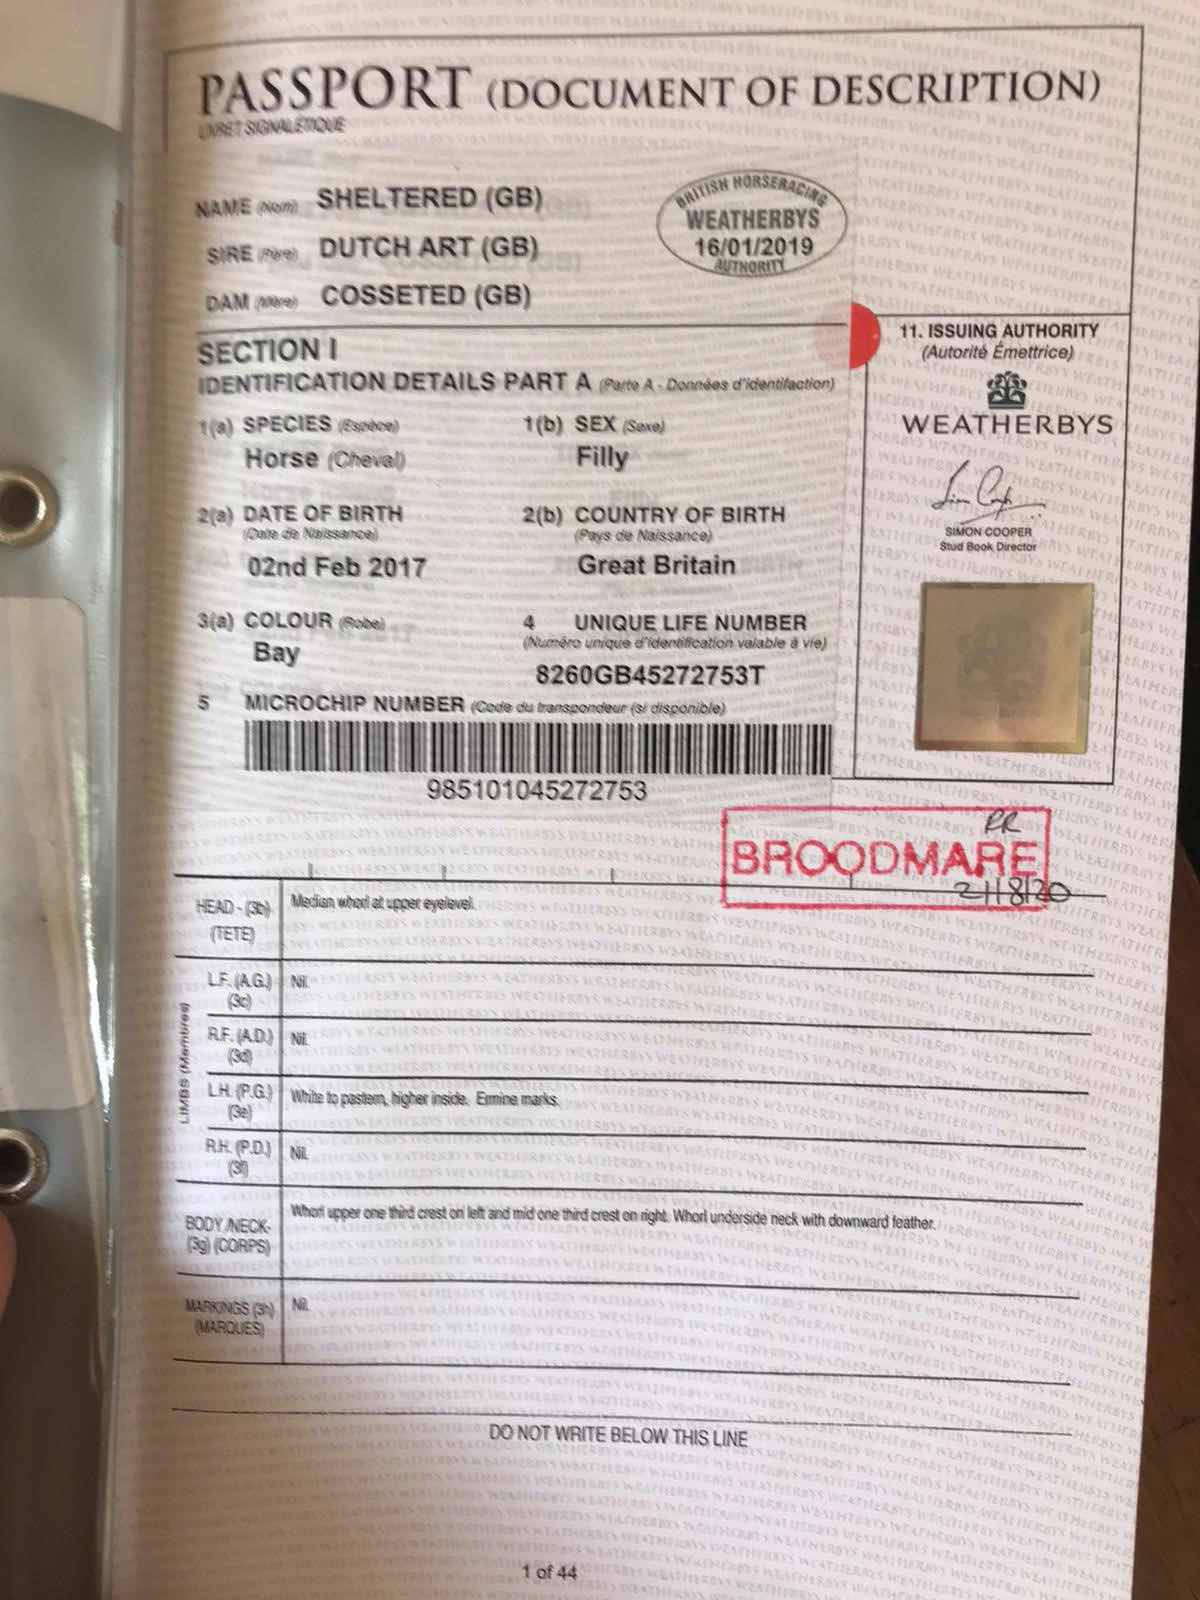 PASSPORT (DOCUMENT OF DESCRIPTION)
LIVRET SIGNALETIQUE
NAME (Nom) SHELTERED (GB)
SIRE (Père) DUTCH ART (GB)
DAM (Mère) COSSETED (GB)
BRITISH HORSERACING
WEATHERBYS
16/01/2019
AUTHORITY
SECTION I
IDENTIFICATION DETAILS PART A (Parte A - Données d'identifaction)
1(a) SPECIES (Espèce) 1(b) SEX (Sexe)
Horse (Cheval) Filly
2(a) DATE OF BIRTH 2(b) COUNTRY OF BIRTH
(Date de Naissance) (Pays de Naissance)
02nd Feb 2017 Great Britain
3(a) COLOUR (Robe) 4 UNIQUE LIFE NUMBER
(Numéro unique d'identification valable à vie)
Bay 8260GB45272753T
5 MICROCHIP NUMBER (Code du transpondeur (si disponible)
985101045272753
11. ISSUING AUTHORITY
(Autorité Émettrice)
WEATHERBYS
SIMON COOPER
Stud Book Director
RR
BROODMARE
21/8/20
HEAD - (3b) Median whorl at upper eyelevel.
(TETE)
LIMBS (Membres)
L.F. (A.G.) Nil.
(3c)
R.F. (A.D.) Nil.
(3d)
L.H. (P.G.) White to pastern, higher inside. Ermine marks.
(3e)
R.H. (P.D.) Nil.
(3f)
BODY/NECK- Whorl upper one third crest on left and mid one third crest on right. Whorl underside neck with downward feather.
(3g) (CORPS)
MARKINGS (3h) Nil.
(MARQUES)
DO NOT WRITE BELOW THIS LINE
1 of 44